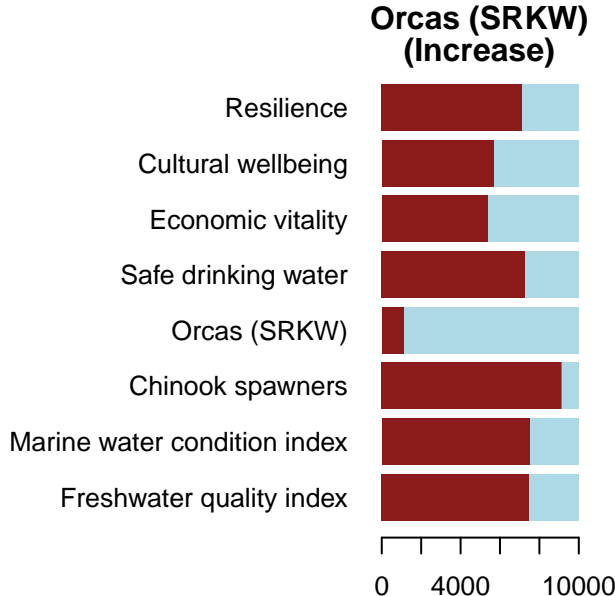 Orcas (SRKW)
(Increase)
Resilience
Cultural wellbeing
Economic vitality
Safe drinking water
Orcas (SRKW)
Chinook spawners
Marine water condition index
Freshwater quality index
0 4000 10000